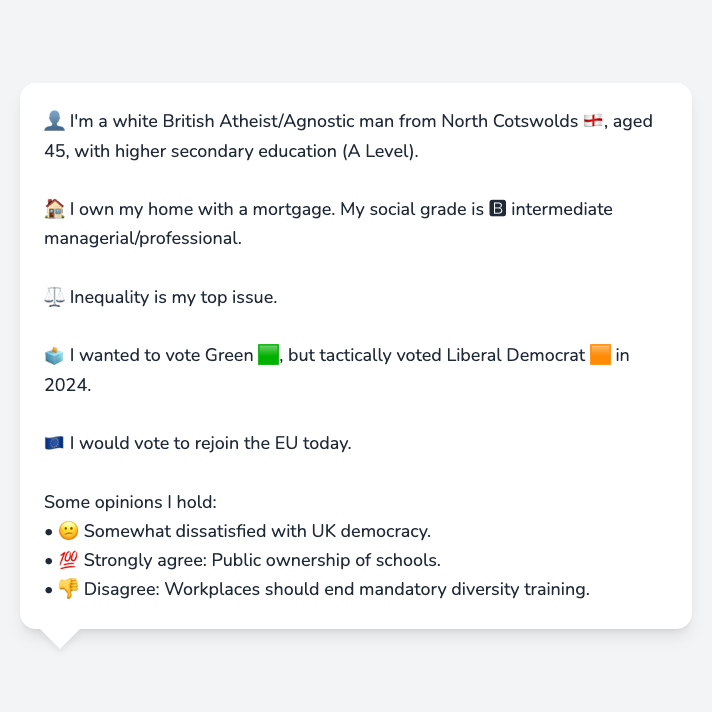 👤 I'm a white British Atheist/Agnostic man from North Cotswolds 🏴󠁧󠁢󠁥󠁮󠁧󠁿, aged
45, with higher secondary education (A Level).
🏠 I own my home with a mortgage. My social grade is 🅱 intermediate
managerial/professional.
⚖️ Inequality is my top issue.
🗳️ I wanted to vote Green 🟩, but tactically voted Liberal Democrat 🟧 in
2024.
🇪🇺 I would vote to rejoin the EU today.
Some opinions I hold:
• 🙁 Somewhat dissatisfied with UK democracy.
• 💯 Strongly agree: Public ownership of schools.
• 👎 Disagree: Workplaces should end mandatory diversity training.